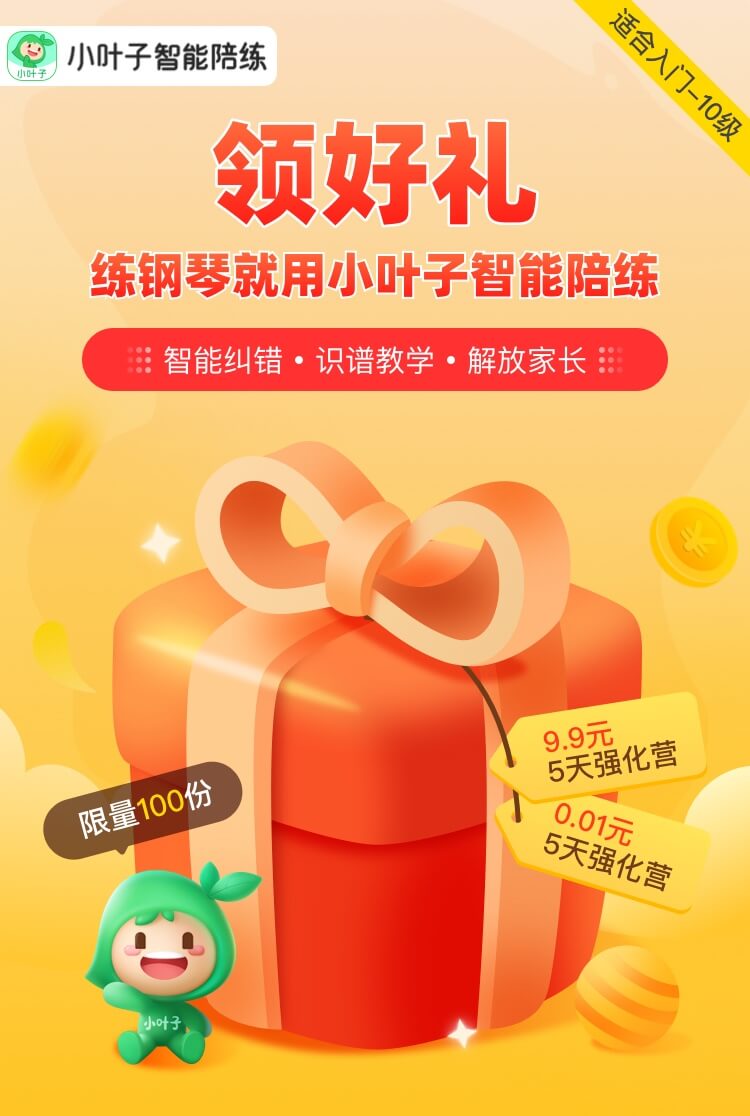 小叶子
小叶子智能陪练
适合入门-10级
领好礼
练钢琴就用小叶子智能陪练
智能纠错 • 识谱教学 • 解放家长
¥
9.9元
5天强化营
0.01元
5天强化营
限量100份
小叶子